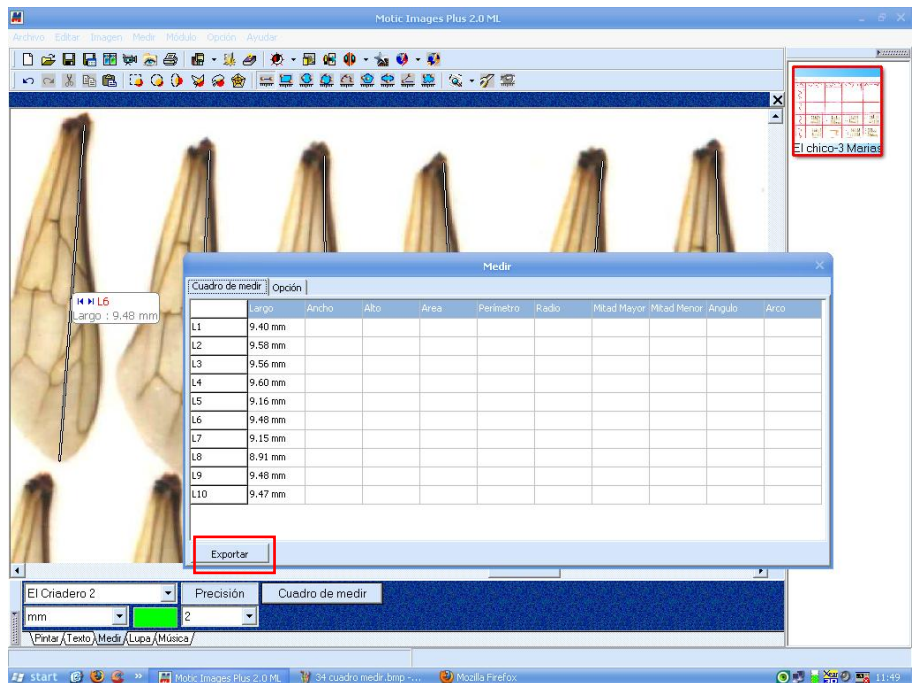 Motic Images Plus 2.0 ML
Archivo Editar Imagen Medir Módulo Opción Ayudar
El chico-3 Marias
L6
Largo : 9.48 mm
Medir
Cuadro de medir Opción
Largo Ancho Alto Area Perímetro Radio Mitad Mayor Mitad Menor Angulo Arco
L1 9.40 mm
L2 9.58 mm
L3 9.56 mm
L4 9.60 mm
L5 9.16 mm
L6 9.48 mm
L7 9.15 mm
L8 8.91 mm
L9 9.48 mm
L10 9.47 mm
Exportar
El Criadero 2 Precisión Cuadro de medir
mm 2
Pintar Texto Medir Lupa Música
start Motic Images Plus 2.0 ML 34 cuadro medir.bmp -... Mozilla Firefox 11:49